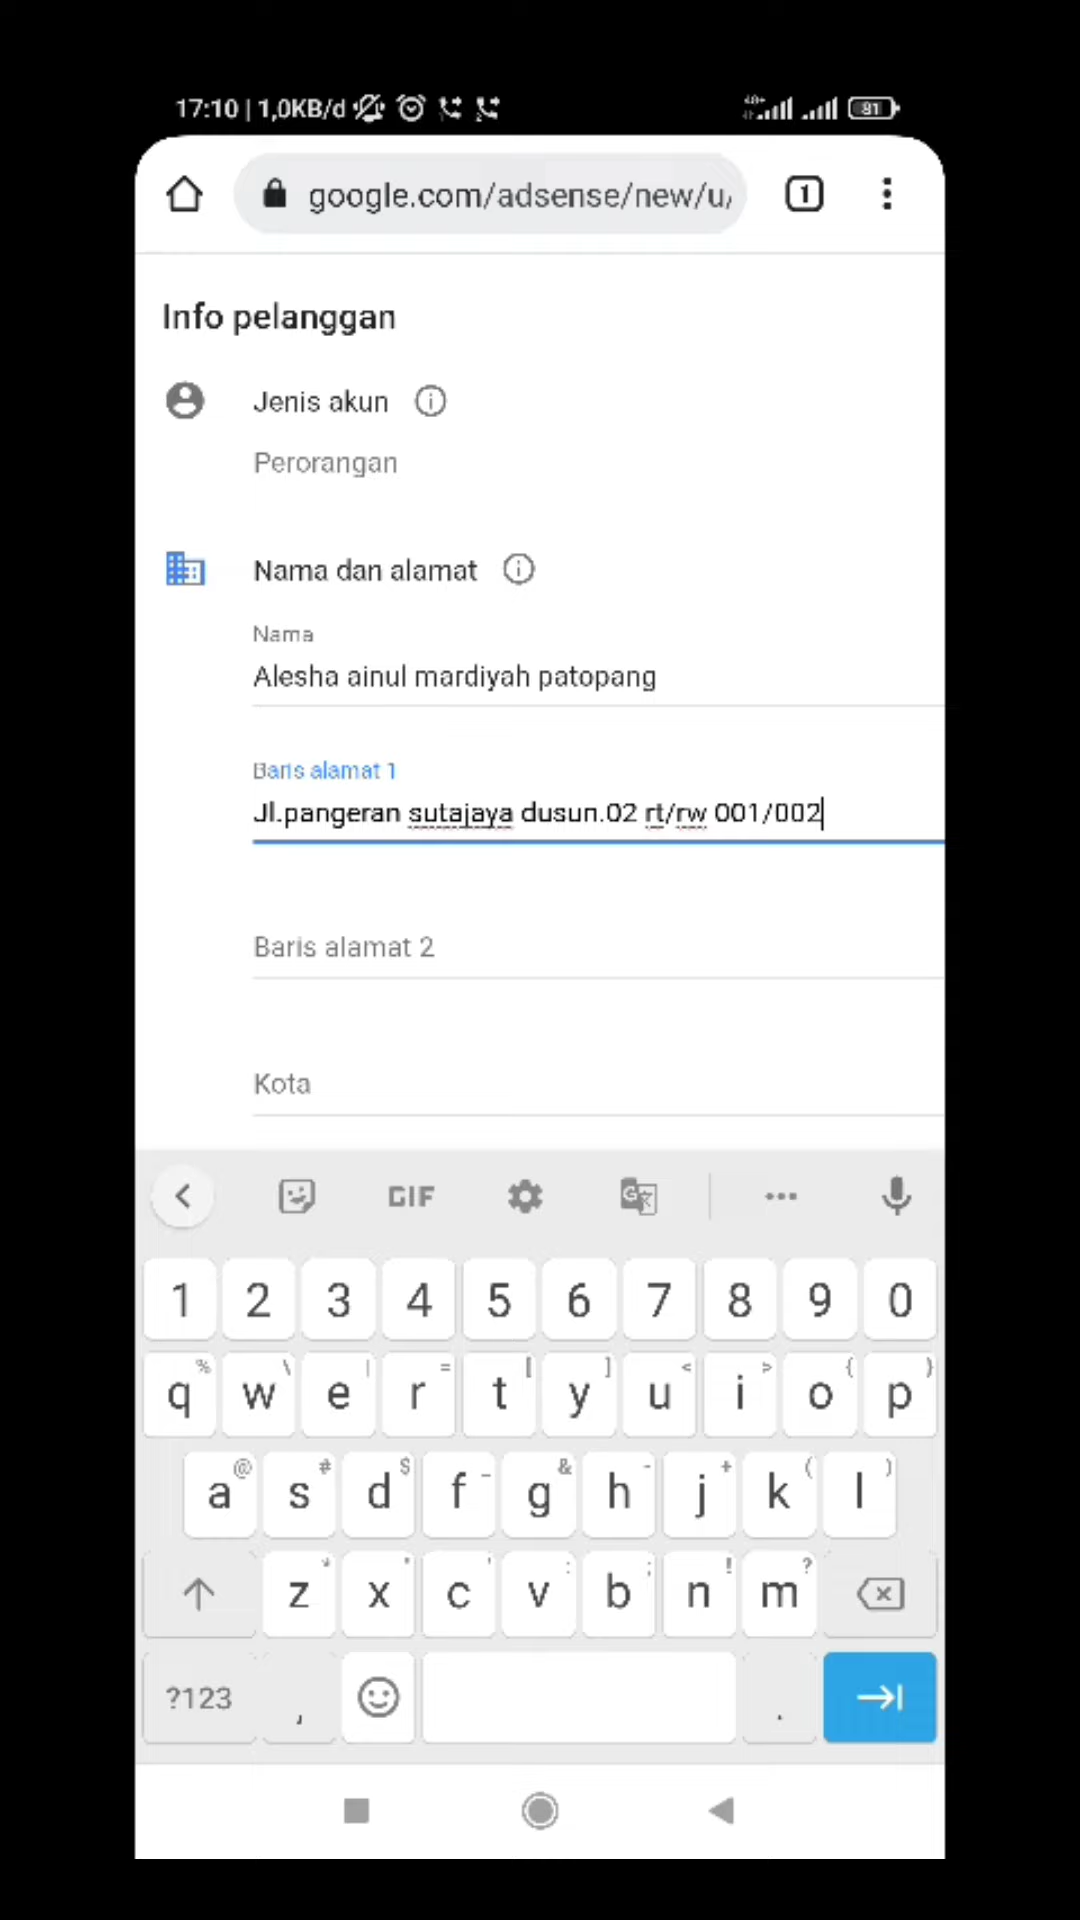 17:10 | 1,0KB/d 81
google.com/adsense/new/u/ 1
Info pelanggan
Jenis akun
Perorangan
Nama dan alamat
Nama
Alesha ainul mardiyah patopang
Baris alamat 1
Jl.pangeran sutajaya dusun.02 rt/rw 001/002
Baris alamat 2
Kota
GIF
1 2 3 4 5 6 7 8 9 0
% \ | = [ ] < > { }
q w e r t y u i o p
@ # $ _ & - + ( )
a s d f g h j k l
* " ' : ; ! ?
z x c v b n m
?123 , .